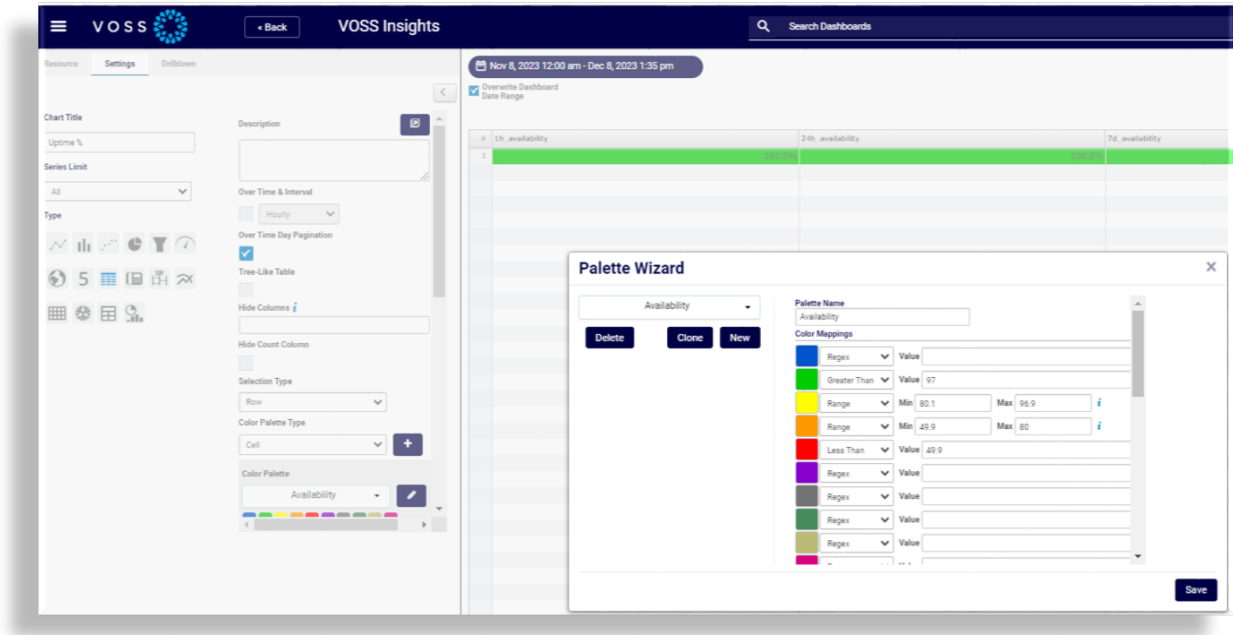 VOSS
« Back
VOSS Insights
Search Dashboards
Resource
Settings
Drilldown
Nov 8, 2023 12:00 am - Dec 8, 2023 1:35 pm
Overwrite Dashboard
Date Range
Chart Title
Uptime %
Series Limit
All
Type
5
Description
Over Time & Interval
Hourly
Over Time Day Pagination
Tree-Like Table
Hide Columns i
Hide Count Column
Selection Type
Row
Color Palette Type
Cell
+
Color Palette
Availability
# 1h_availability 24h_availability 7d_availability
1 100.0% 100.0%
Palette Wizard
×
Availability
Delete
Clone
New
Palette Name
Availability
Color Mappings
Regex Value
Greater Than Value 97
Range Min 80.1 Max 96.9 i
Range Min 49.9 Max 80 i
Less Than Value 49.9
Regex Value
Regex Value
Regex Value
Regex Value
Save